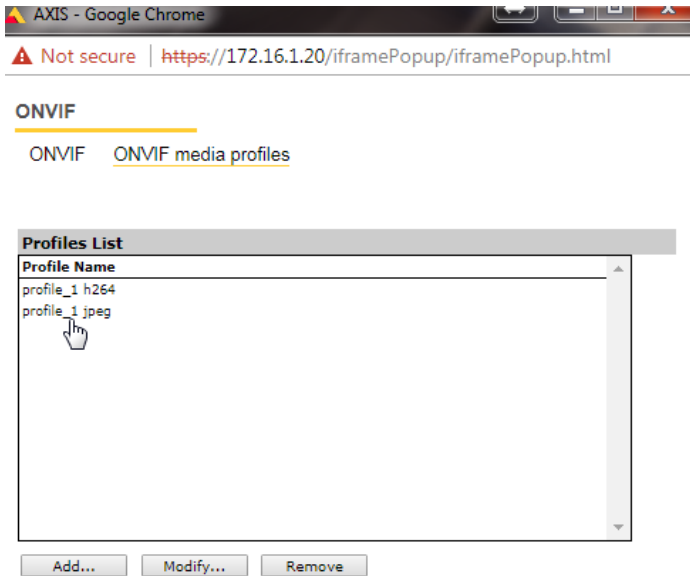 AXIS - Google Chrome
Not secure | https://172.16.1.20/iframePopup/iframePopup.html
ONVIF
ONVIF ONVIF media profiles
Profiles List
Profile Name
profile_1 h264
profile_1 jpeg
Add... Modify... Remove